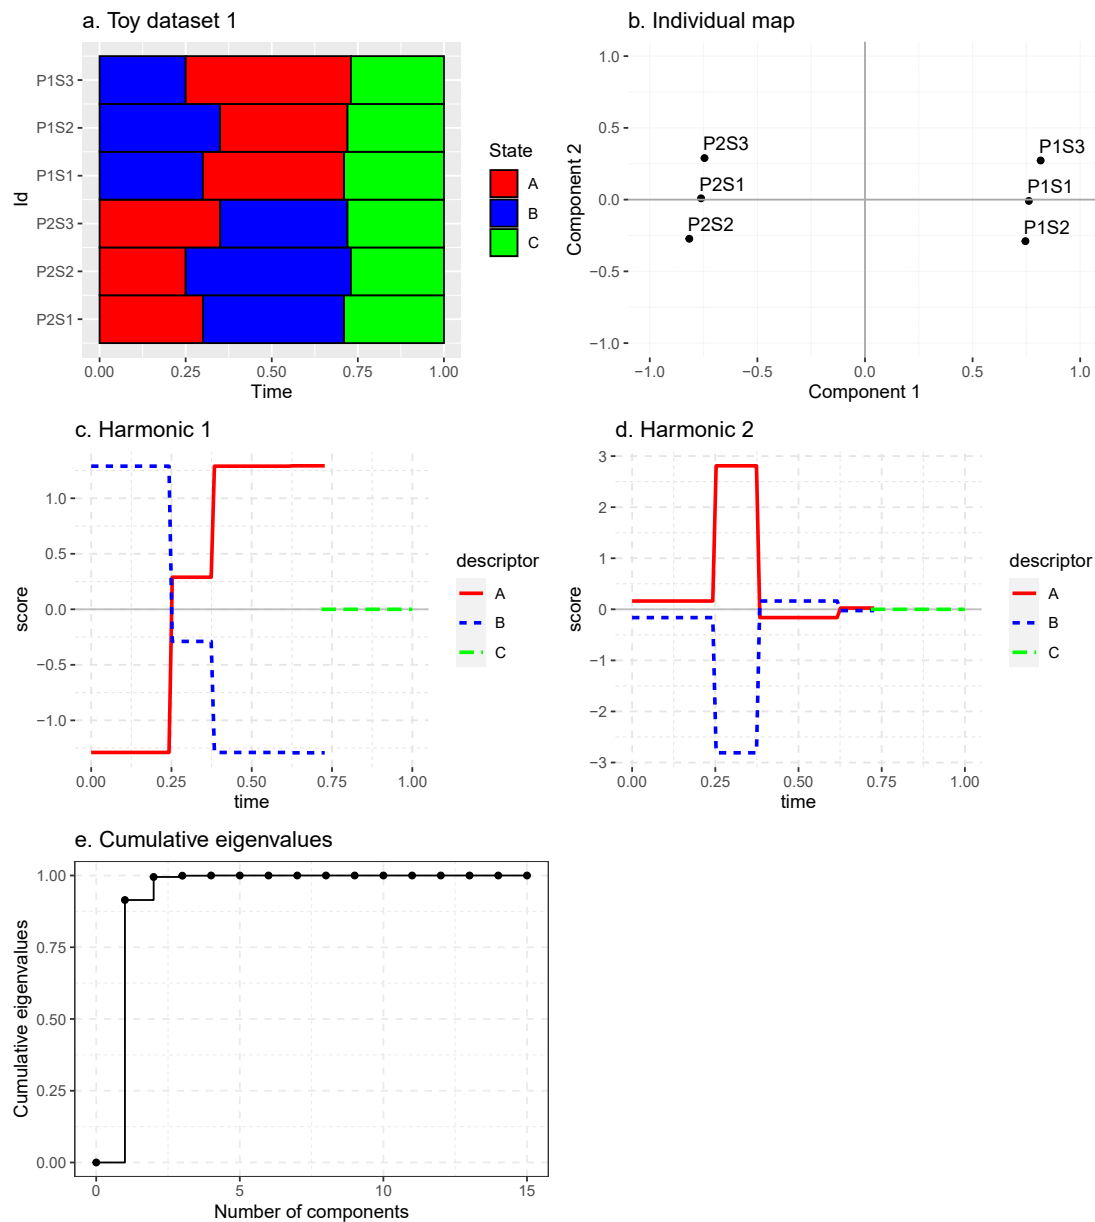 a. Toy dataset 1
P1S3
P1S2
P1S1
P2S3
P2S2
P2S1
Id
0.00 0.25 0.50 0.75 1.00
Time
State
A
B
C
b. Individual map
1.0
0.5
0.0
−0.5
−1.0
Component 2
P2S3
P2S1
P2S2
P1S3
P1S1
P1S2
−1.0 −0.5 0.0 0.5 1.0
Component 1
c. Harmonic 1
1.0
0.5
0.0
−0.5
−1.0
score
0.00 0.25 0.50 0.75 1.00
time
descriptor
A
B
C
d. Harmonic 2
3
2
1
0
−1
−2
−3
score
0.00 0.25 0.50 0.75 1.00
time
descriptor
A
B
C
e. Cumulative eigenvalues
1.00
0.75
0.50
0.25
0.00
Cumulative eigenvalues
0 5 10 15
Number of components